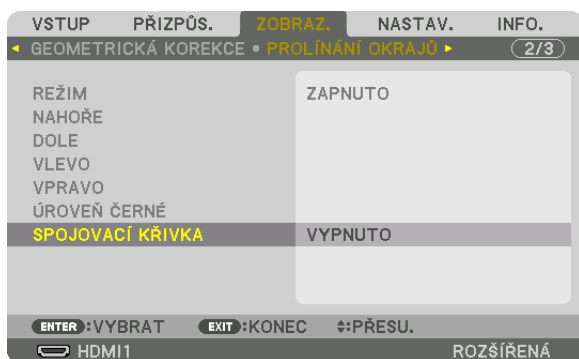 VSTUP PŘIZPŮS. ZOBRAZ. NASTAV. INFO.
GEOMETRICKÁ KOREKCE • PROLÍNÁNÍ OKRAJŮ 2/3
REŽIM ZAPNUTO
NAHOŘE
DOLE
VLEVO
VPRAVO
ÚROVEŇ ČERNÉ
SPOJOVACÍ KŘIVKA VYPNUTO
ENTER :VYBRAT EXIT :KONEC :PŘESU.
HDMI1 ROZŠÍŘENÁ